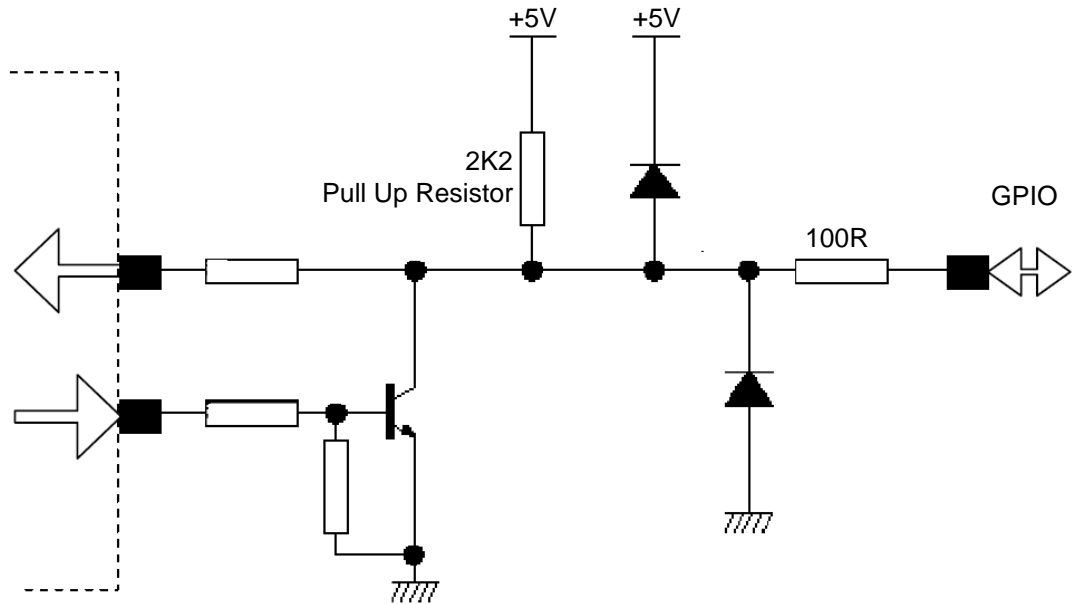 +5V
+5V
2K2
Pull Up Resistor
GPIO
100R